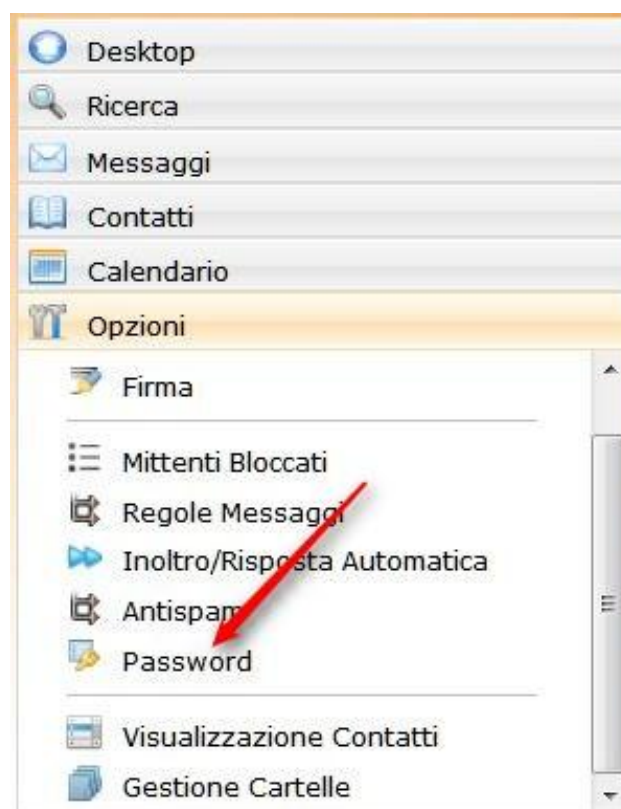 Desktop
Ricerca
Messaggi
Contatti
Calendario
Opzioni
Firma
Mittenti Bloccati
Regole Messaggi
Inoltro/Risposta Automatica
Antispam
Password
Visualizzazione Contatti
Gestione Cartelle